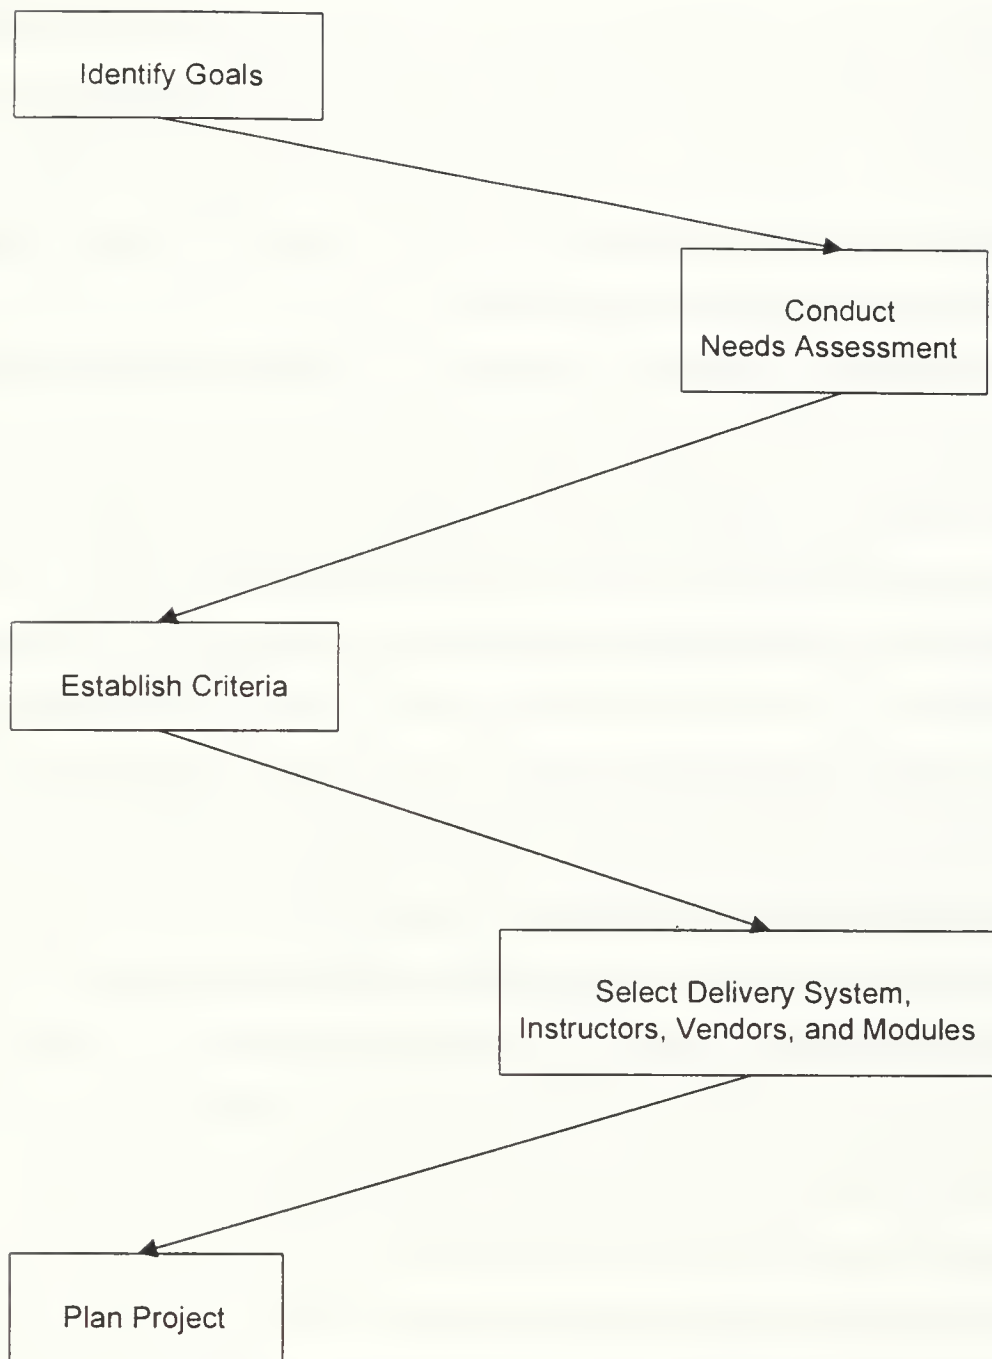 Identify Goals
Conduct
Needs Assessment
Establish Criteria
Select Delivery System,
Instructors, Vendors, and Modules
Plan Project